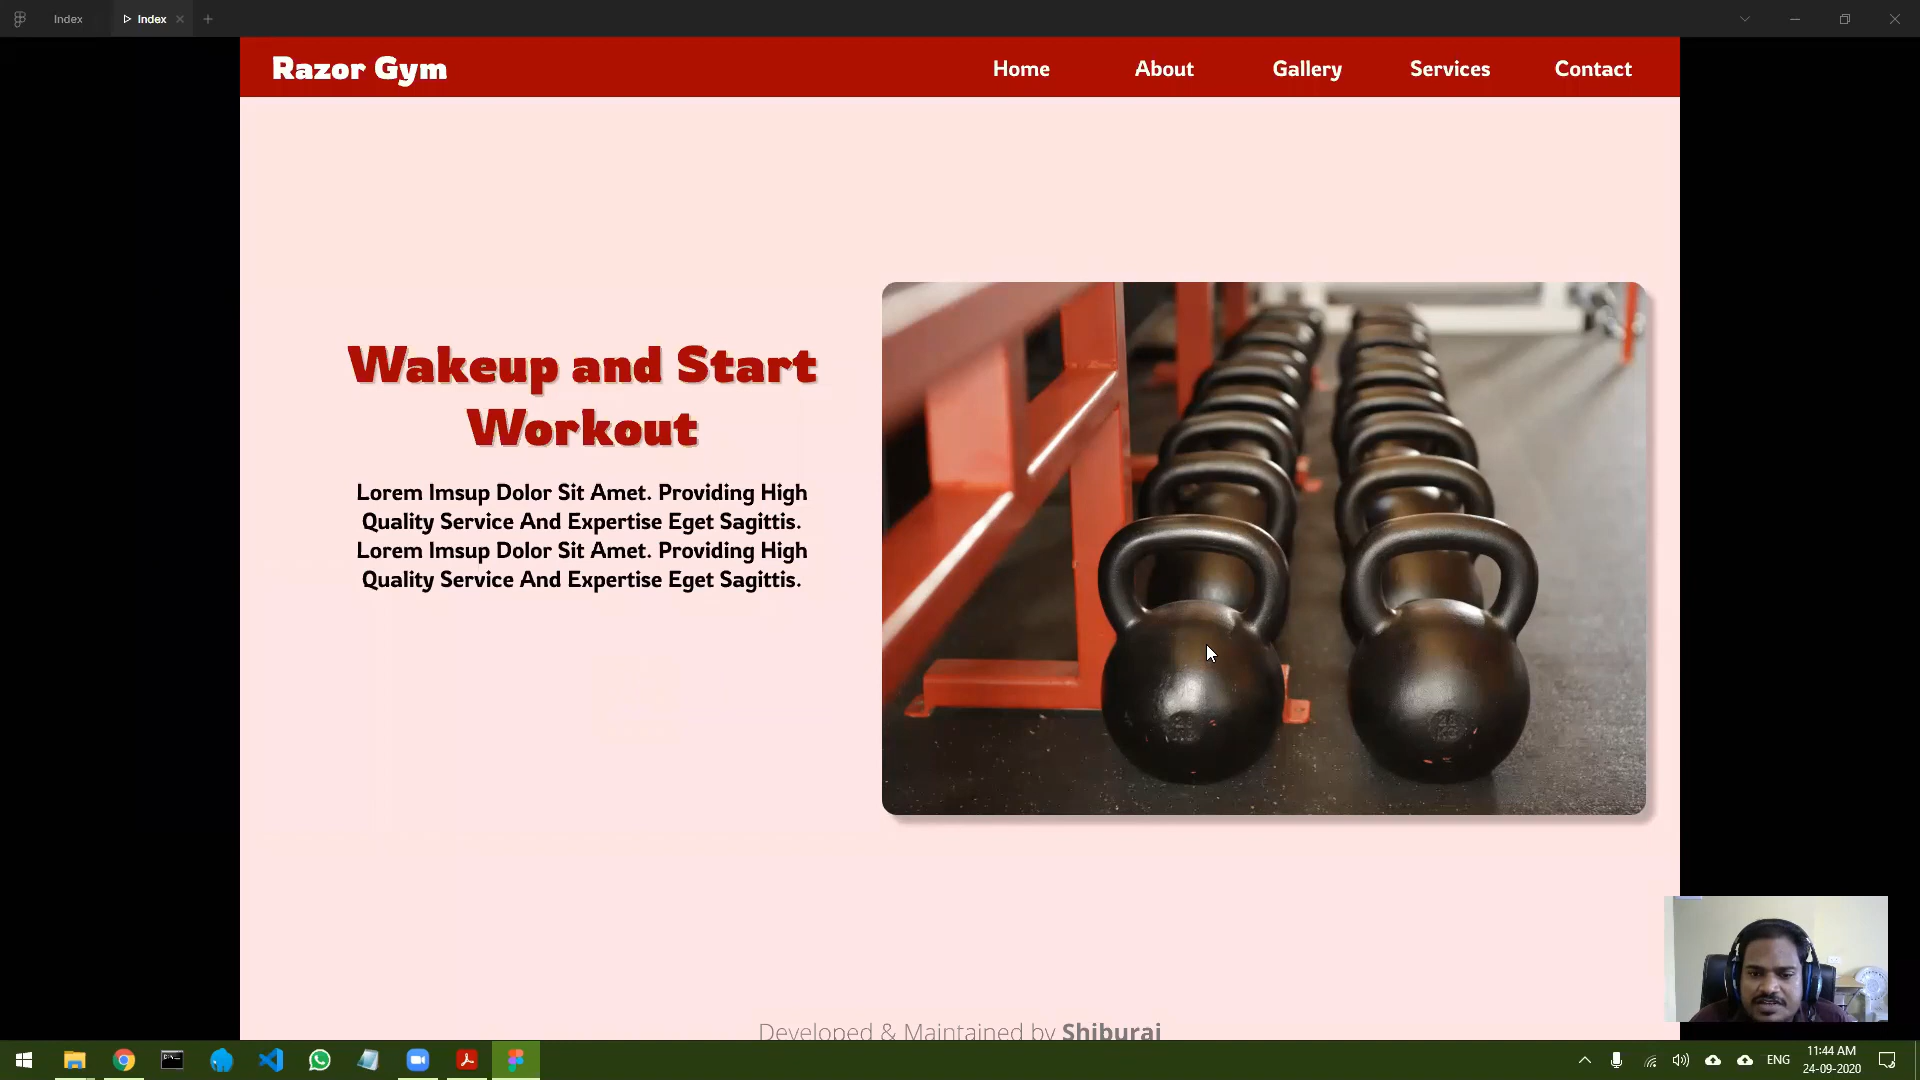 Index
Index
Razor Gym
Home
About
Gallery
Services
Contact
Wakeup and Start
Workout
Lorem Imsup Dolor Sit Amet. Providing High
Quality Service And Expertise Eget Sagittis.
Lorem Imsup Dolor Sit Amet. Providing High
Quality Service And Expertise Eget Sagittis.
Developed & Maintained by Shiburaj
ENG
11:44 AM
24-09-2020